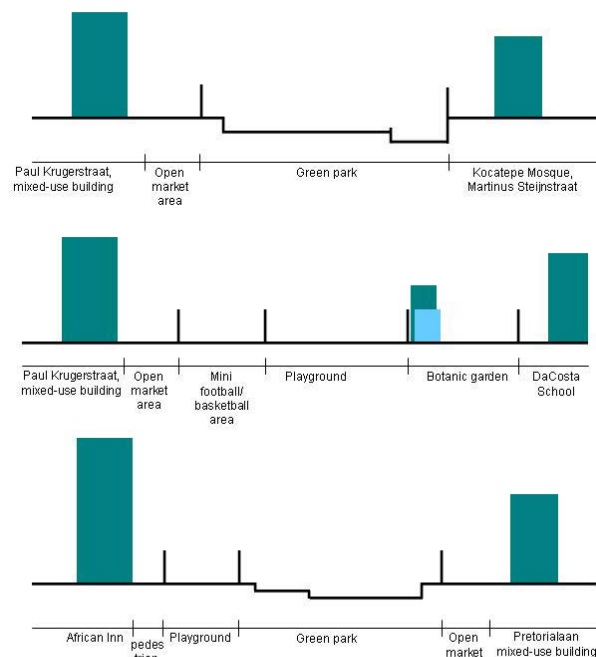 Paul Krugerstraat,
mixed-use building
Open
market
area
Green park
Kocatepe Mosque,
Martinus Steijnstraat
Paul Krugerstraat,
mixed-use building
Open
market
area
Mini
football/
basketball
area
Playground
Botanic garden
DaCosta
School
African Inn
pedes
Playground
Green park
Open
market
Pretorialaan
mixed-use building